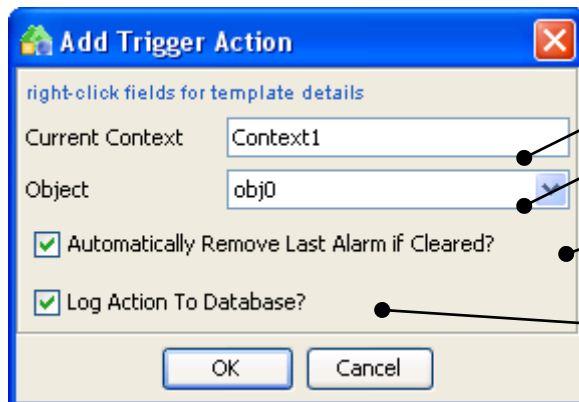 Add Trigger Action
right-click fields for template details
Current Context Context1
Object obj0
Automatically Remove Last Alarm if Cleared?
Log Action To Database?
OK Cancel